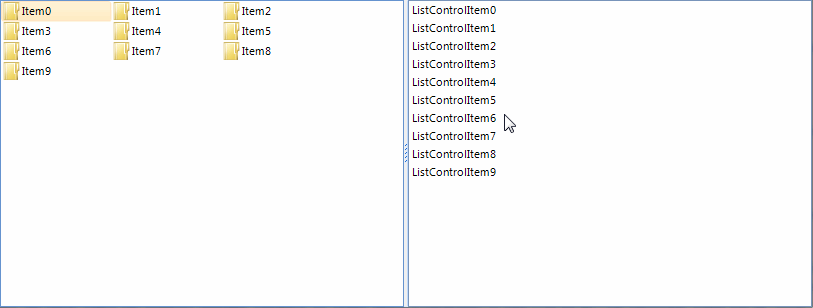 Item0 Item1 Item2
Item3 Item4 Item5
Item6 Item7 Item8
Item9
ListControlItem0
ListControlItem1
ListControlItem2
ListControlItem3
ListControlItem4
ListControlItem5
ListControlItem6
ListControlItem7
ListControlItem8
ListControlItem9